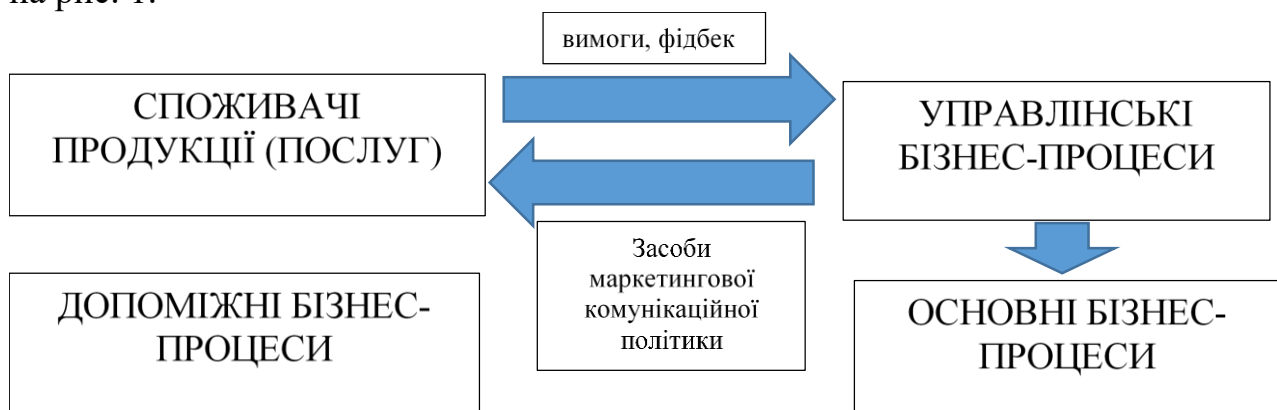 на рис. 1.
вимоги, фідбек
СПОЖИВАЧІ
ПРОДУКЦІЇ (ПОСЛУГ)
УПРАВЛІНСЬКІ
БІЗНЕС-ПРОЦЕСИ
Засоби
маркетингової
комунікаційної
політики
ДОПОМІЖНІ БІЗНЕС-
ПРОЦЕСИ
ОСНОВНІ БІЗНЕС-
ПРОЦЕСИ